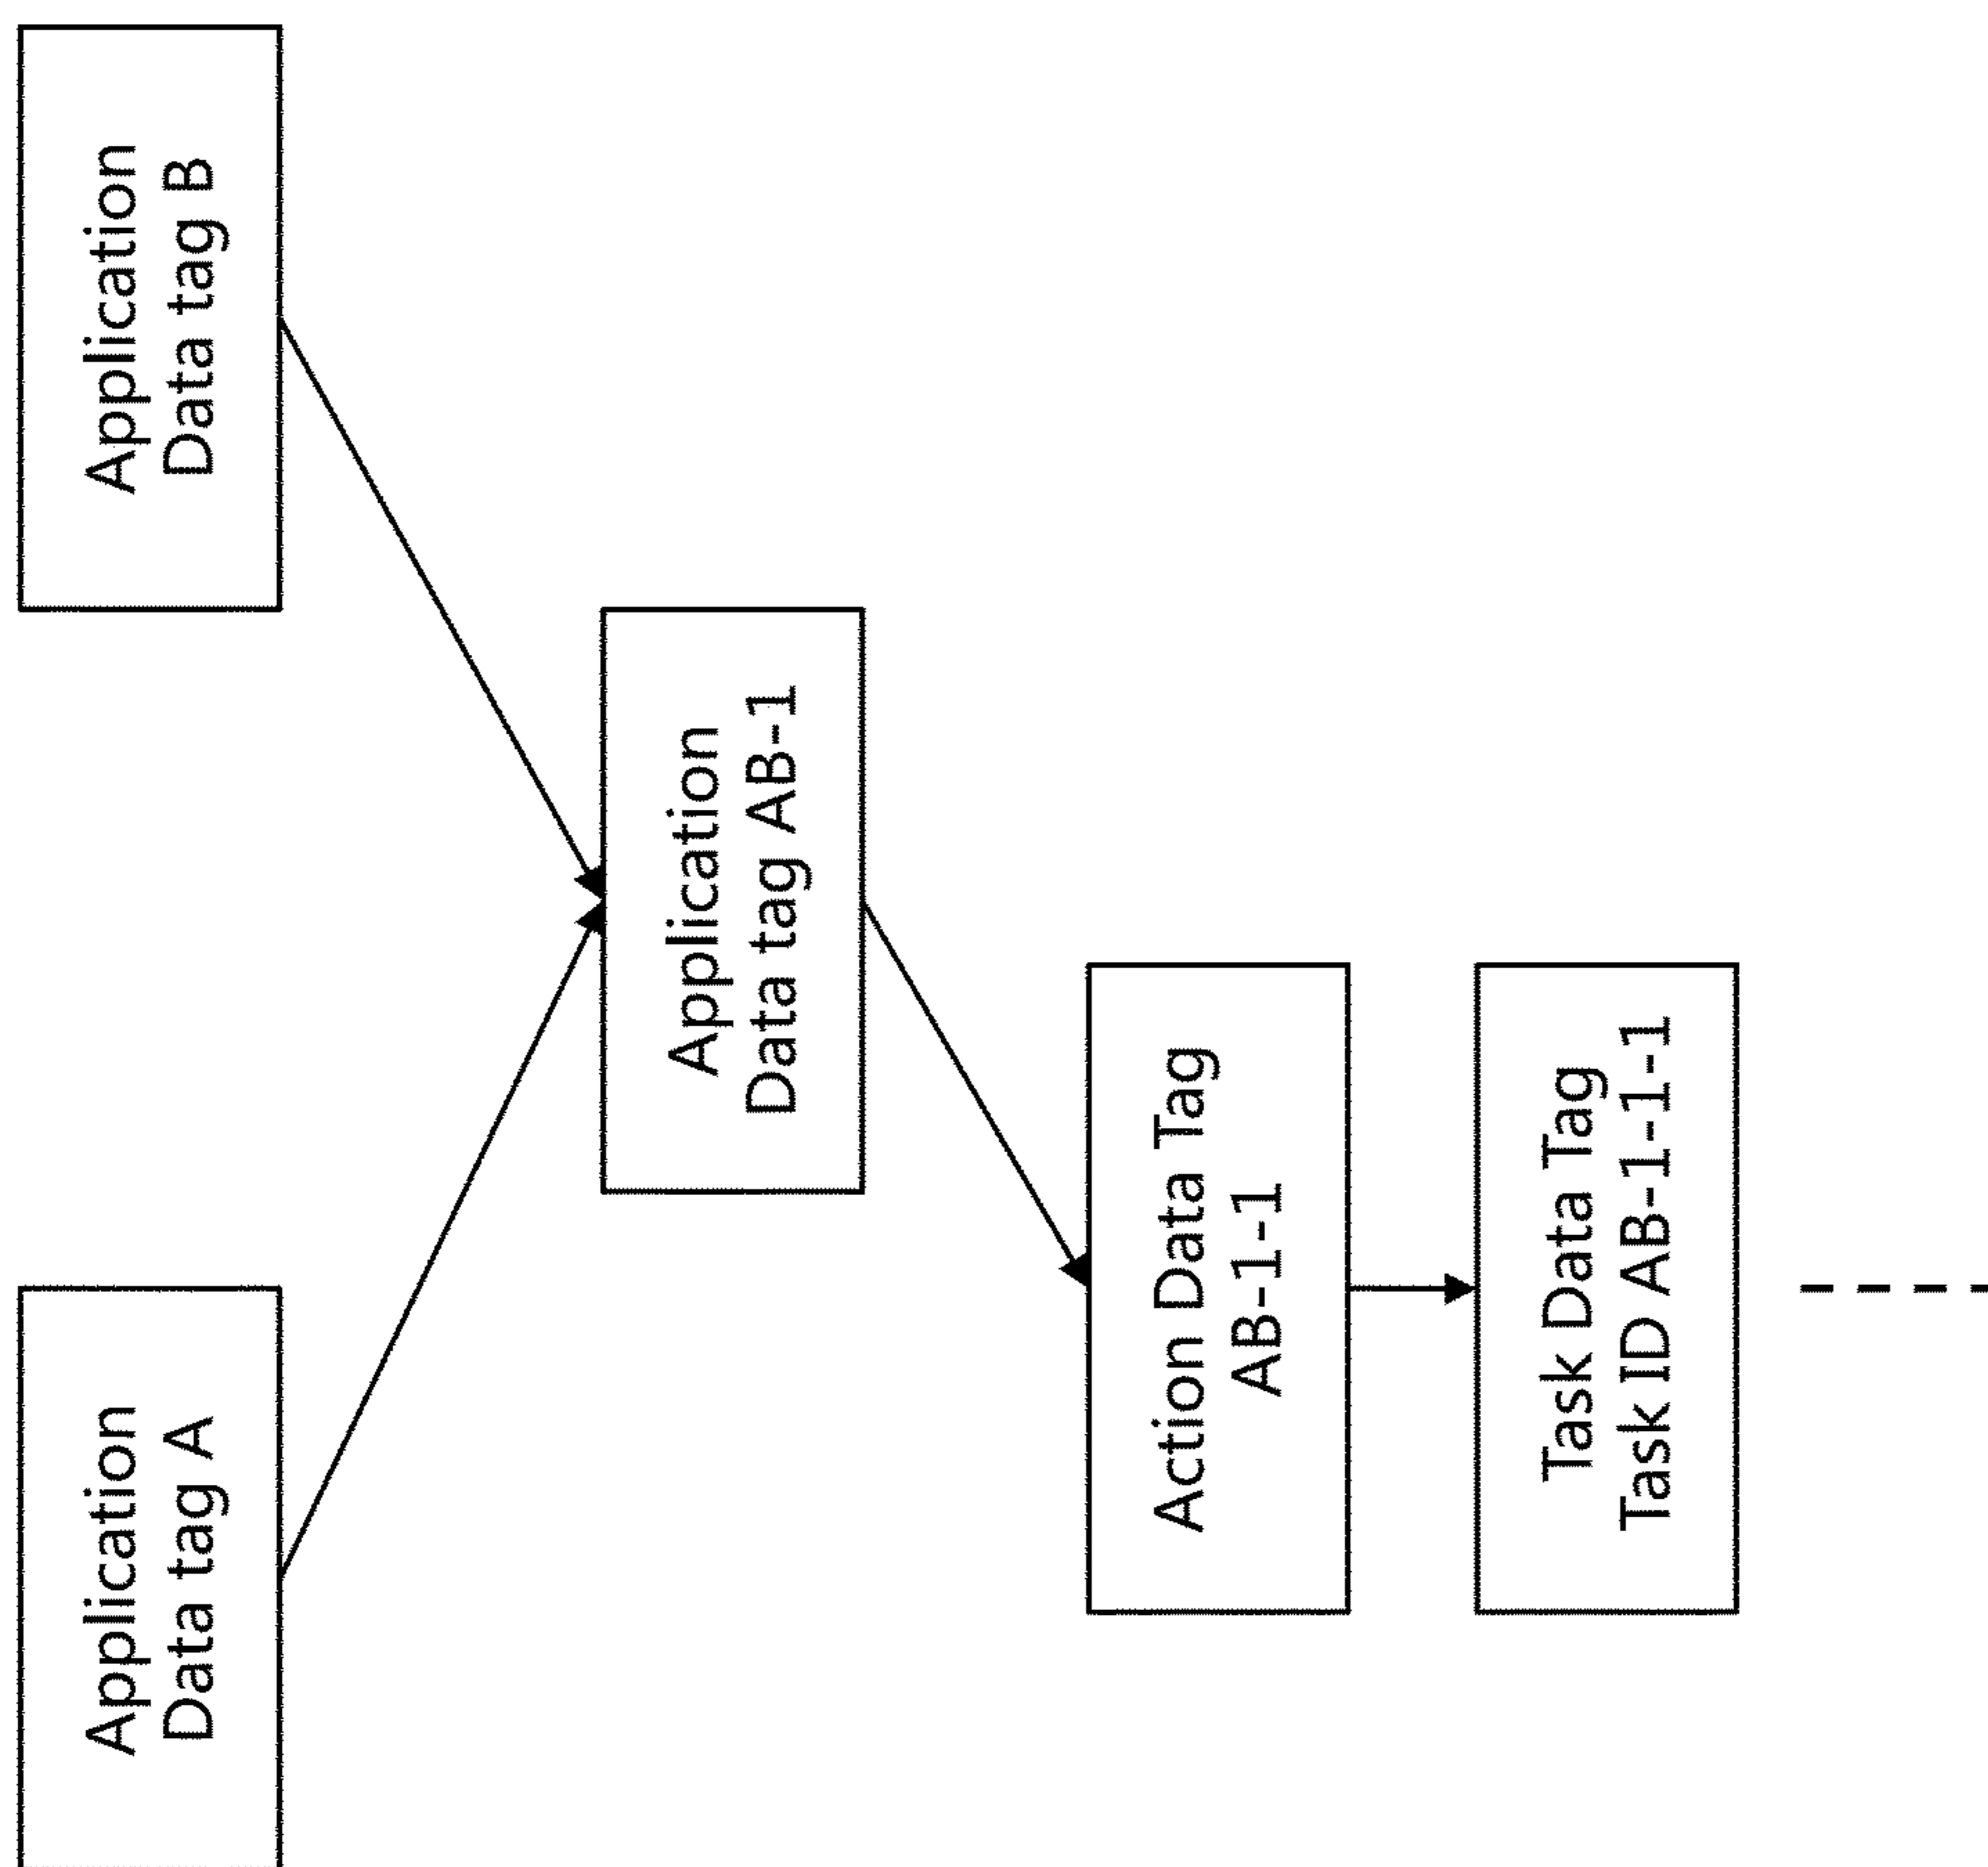 Application
Data tag A
Application
Data tag B
Application
Data tag AB-1
Action Data Tag
AB-1-1
Task Data Tag
Task ID AB-1-1-1